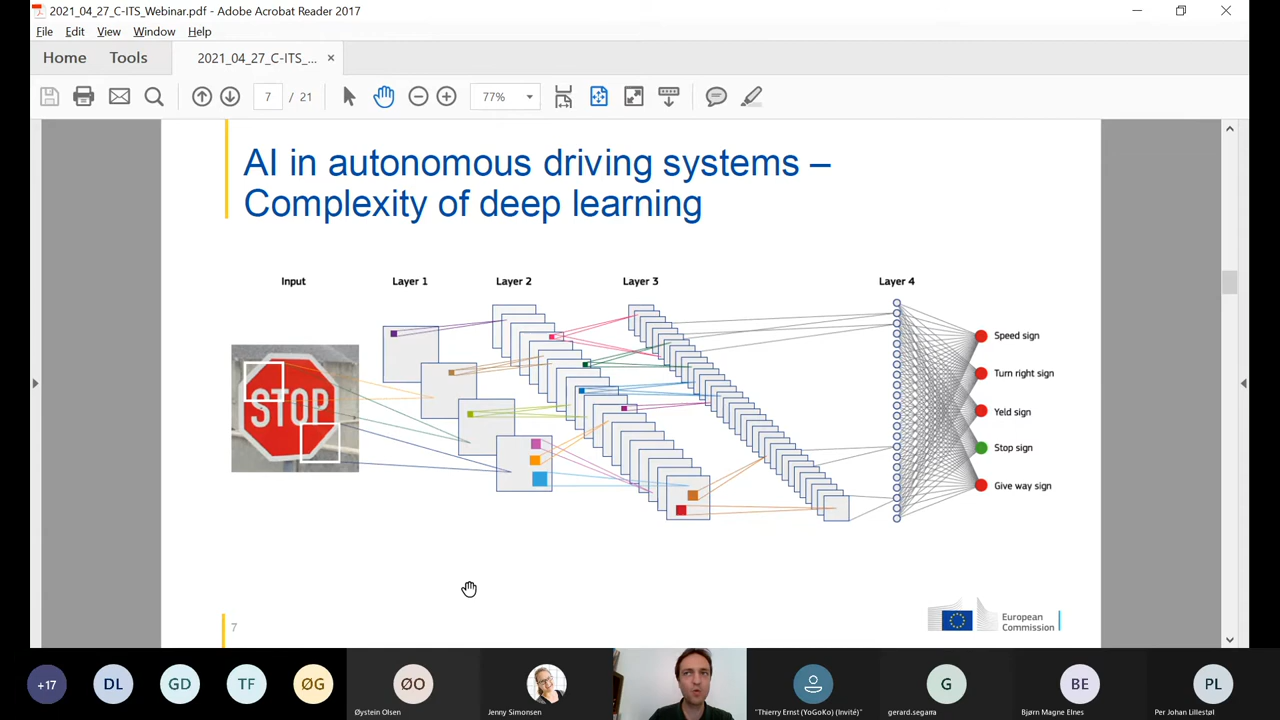 2021_04_27_C-ITS_Webinar.pdf - Adobe Acrobat Reader 2017
File Edit View Window Help
Home Tools 2021_04_27_C-ITS_... ×
7 / 21 77%
AI in autonomous driving systems –
Complexity of deep learning
Input Layer 1 Layer 2 Layer 3 Layer 4
STOP
Speed sign
Turn right sign
Yeld sign
Stop sign
Give way sign
7
European
Commission
+17 DL GD TF ØG ØO G BE PL
Øystein Olsen Jenny Simonsen "Thierry Ernst (YoGoKo) (Invité)" gerard.segarra Bjørn Magne Elnes Per Johan Lillestøl